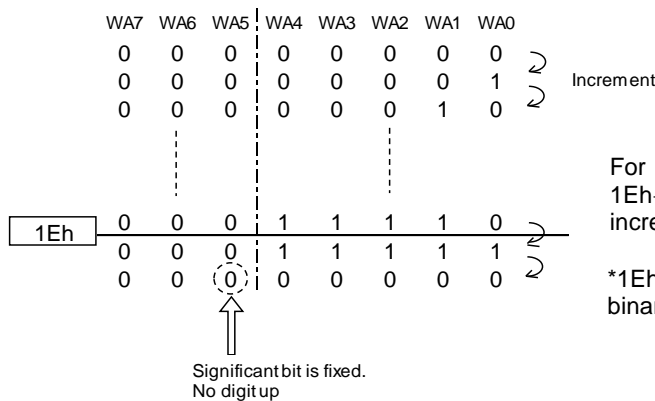 WA7 WA6 WA5 WA4 WA3 WA2 WA1 WA0
0 0 0 0 0 0 0 0
0 0 0 0 0 0 0 1
Increment
0 0 0 0 0 0 1 0
For
1Eh-
incre
1Eh
0 0 0 1 1 1 1 0
0 0 0 1 1 1 1 1
0 0 0 0 0 0 0 0
*1Eh
binar
Significant bit is fixed.
No digit up